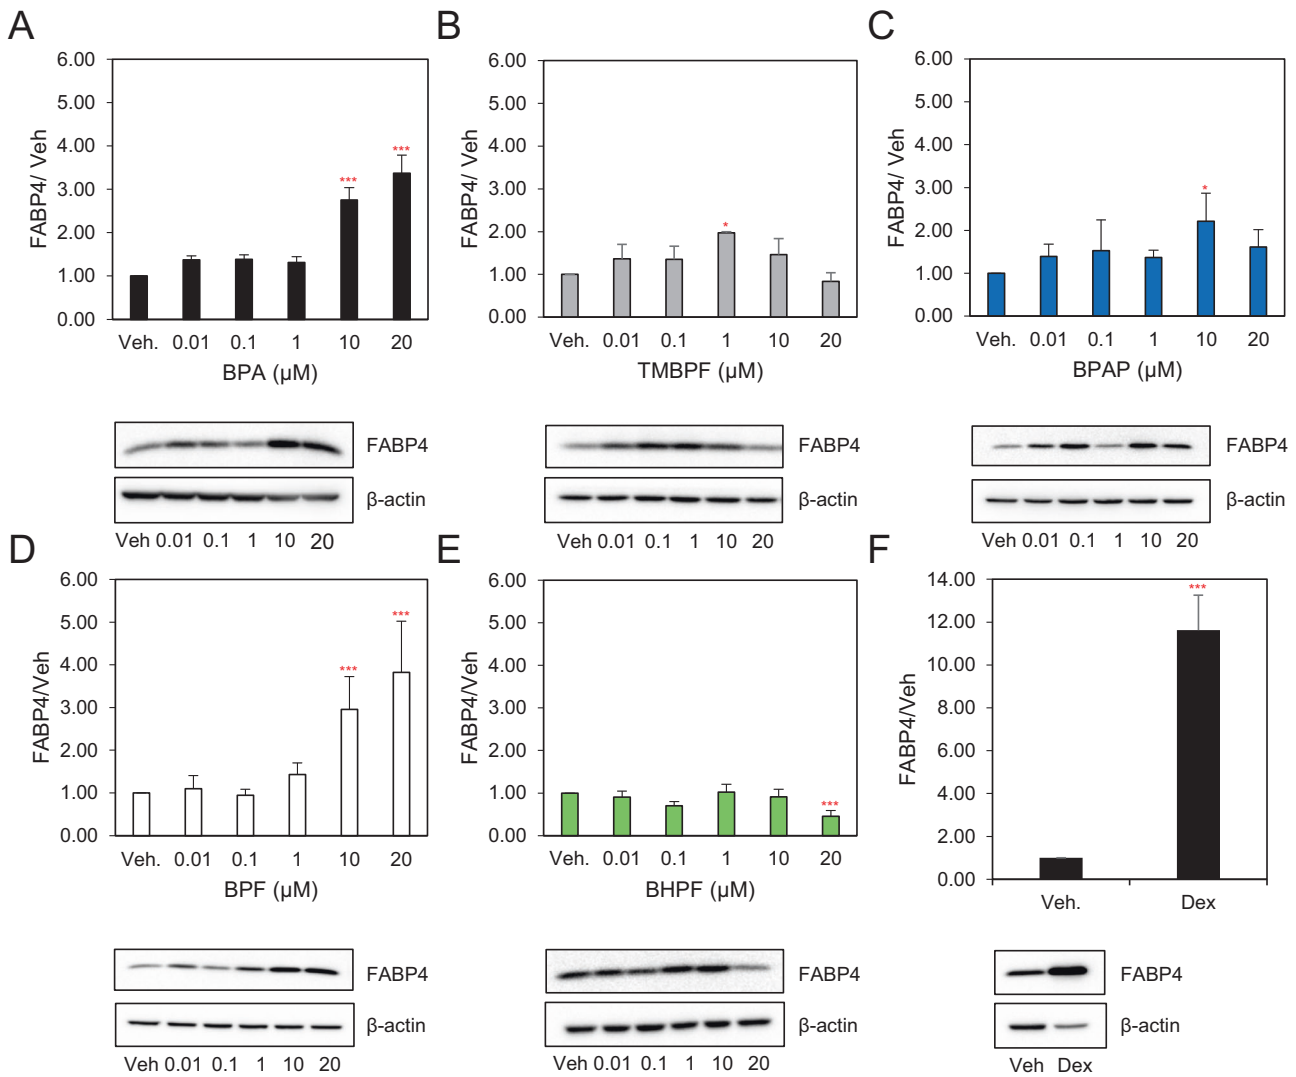 A
6.00
5.00
4.00
3.00
2.00
1.00
0.00
FABP4/ Veh
***
***
Veh. 0.01 0.1 1 10 20
BPA (µM)
FABP4
β-actin
Veh 0.01 0.1 1 10 20
B
6.00
5.00
4.00
3.00
2.00
1.00
0.00
FABP4/ Veh
*
Veh. 0.01 0.1 1 10 20
TMBPF (µM)
FABP4
β-actin
Veh 0.01 0.1 1 10 20
C
6.00
5.00
4.00
3.00
2.00
1.00
0.00
FABP4/ Veh
*
Veh. 0.01 0.1 1 10 20
BPAP (µM)
FABP4
β-actin
Veh 0.01 0.1 1 10 20
D
6.00
5.00
4.00
3.00
2.00
1.00
0.00
FABP4/Veh
***
***
Veh. 0.01 0.1 1 10 20
BPF (µM)
FABP4
β-actin
Veh 0.01 0.1 1 10 20
E
6.00
5.00
4.00
3.00
2.00
1.00
0.00
FABP4/Veh
***
Veh. 0.01 0.1 1 10 20
BHPF (µM)
FABP4
β-actin
Veh 0.01 0.1 1 10 20
F
14.00
12.00
10.00
8.00
6.00
4.00
2.00
0.00
FABP4/Veh
***
Veh. Dex
FABP4
β-actin
Veh Dex